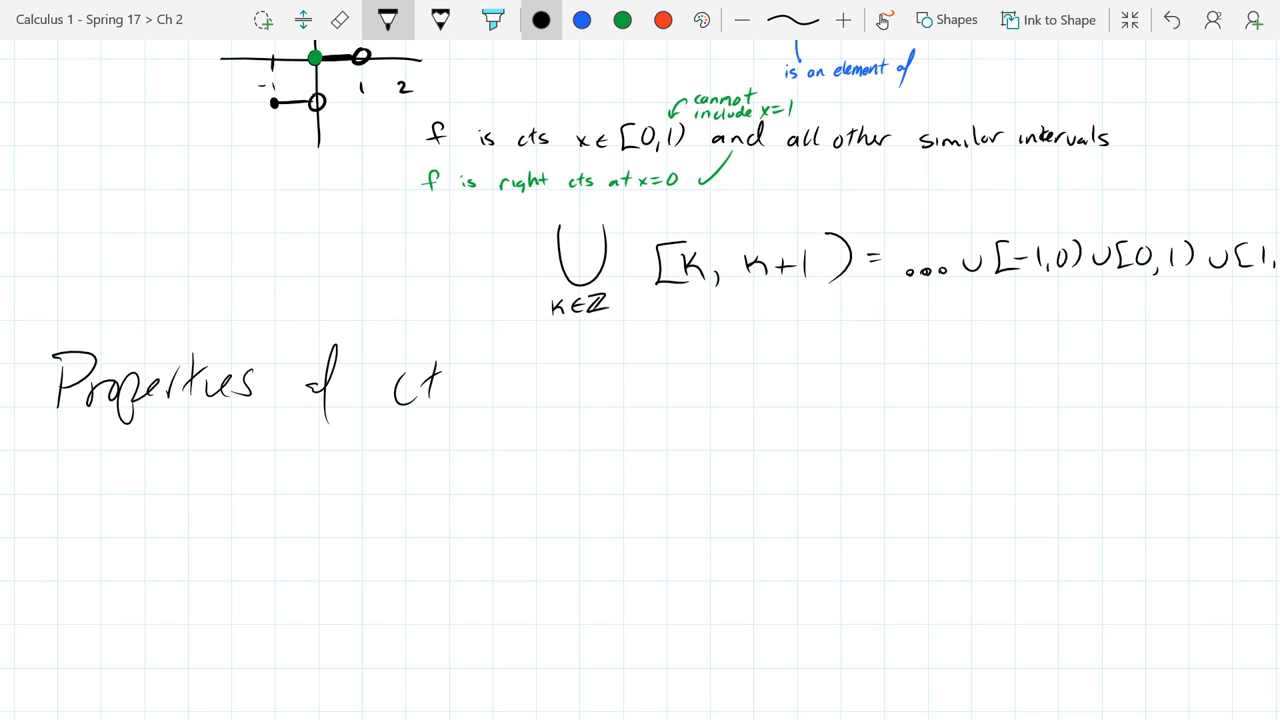 Calculus 1 - Spring 17 > Ch 2
Shapes
Ink to Shape
is an element of
-1 1 2
cannot
include x=1
f is cts x∈[0,1) and all other similar intervals
f is right cts at x=0 ✓
∪ [k, k+1) = ... ∪[-1,0)∪[0,1) ∪[1,
k∈ℤ
Properties of ct